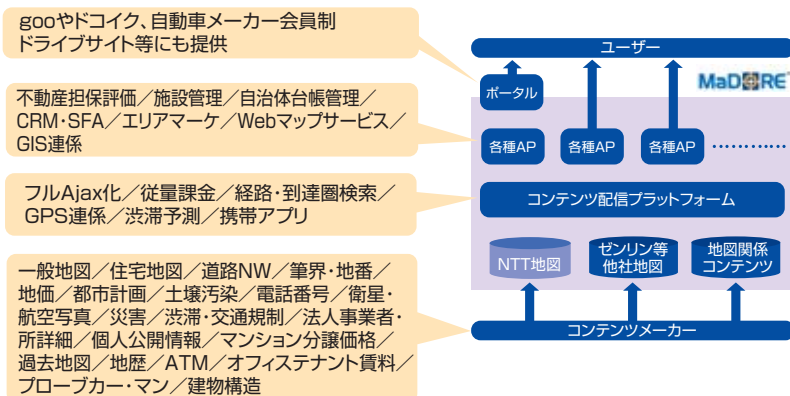 gooやドコイク、自動車メーカー会員制
ドライブサイト等にも提供
不動産担保評価／施設管理／自治体台帳管理／
CRM・SFA／エリアマーケ／Webマップサービス／
GIS連係
フルAjax化／従量課金／経路・到達圏検索／
GPS連係／渋滞予測／携帯アプリ
一般地図／住宅地図／道路NW／筆界・地番／
地価／都市計画／土壌汚染／電話番号／衛星・
航空写真／災害／渋滞・交通規制／法人事業者・
所詳細／個人公開情報／マンション分譲価格／
過去地図／地歴／ATM／オフィステナント賃料／
プローブカー・マン／建物構造
ユーザー
MaDORE
ポータル
各種AP
各種AP
各種AP
コンテンツ配信プラットフォーム
NTT地図
ゼンリン等
他社地図
地図関係
コンテンツ
コンテンツメーカー